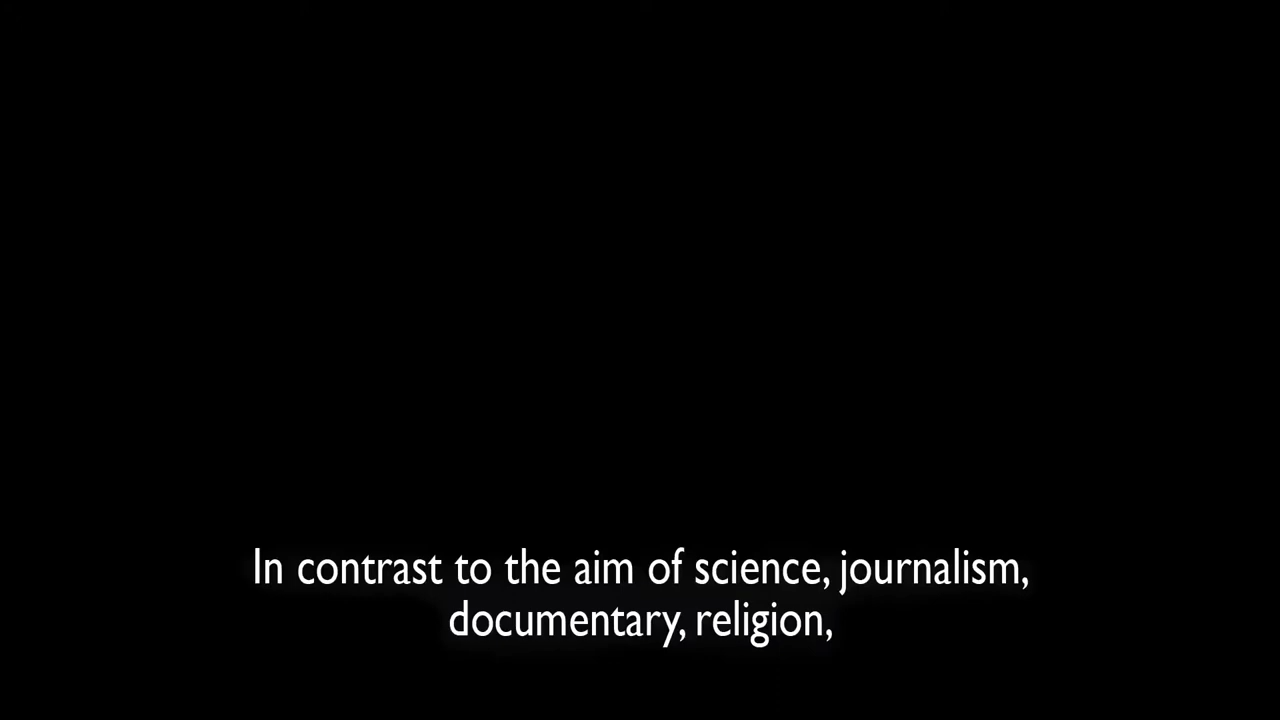 In contrast to the aim of science, journalism,
documentary, religion,